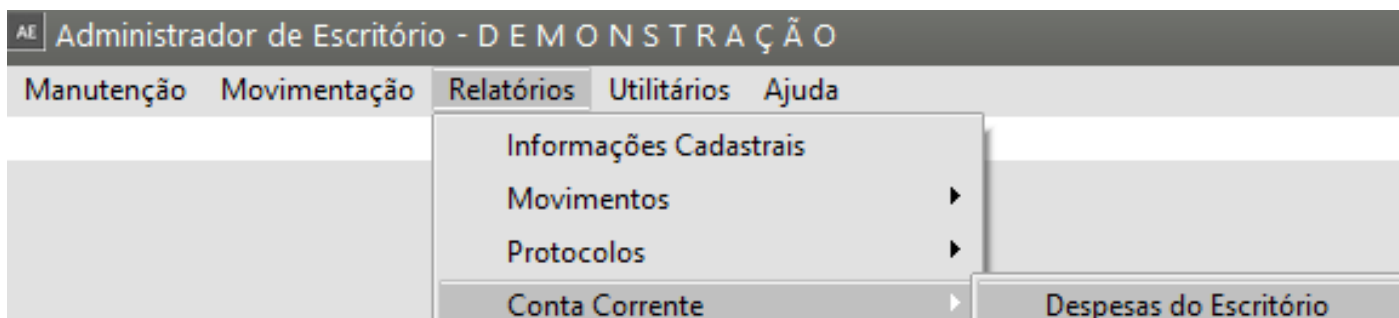 AE Administrador de Escritório - D E M O N S T R A Ç Ã O
Manutenção Movimentação Relatórios Utilitários Ajuda
Informações Cadastrais
Movimentos
Protocolos
Conta Corrente Despesas do Escritório